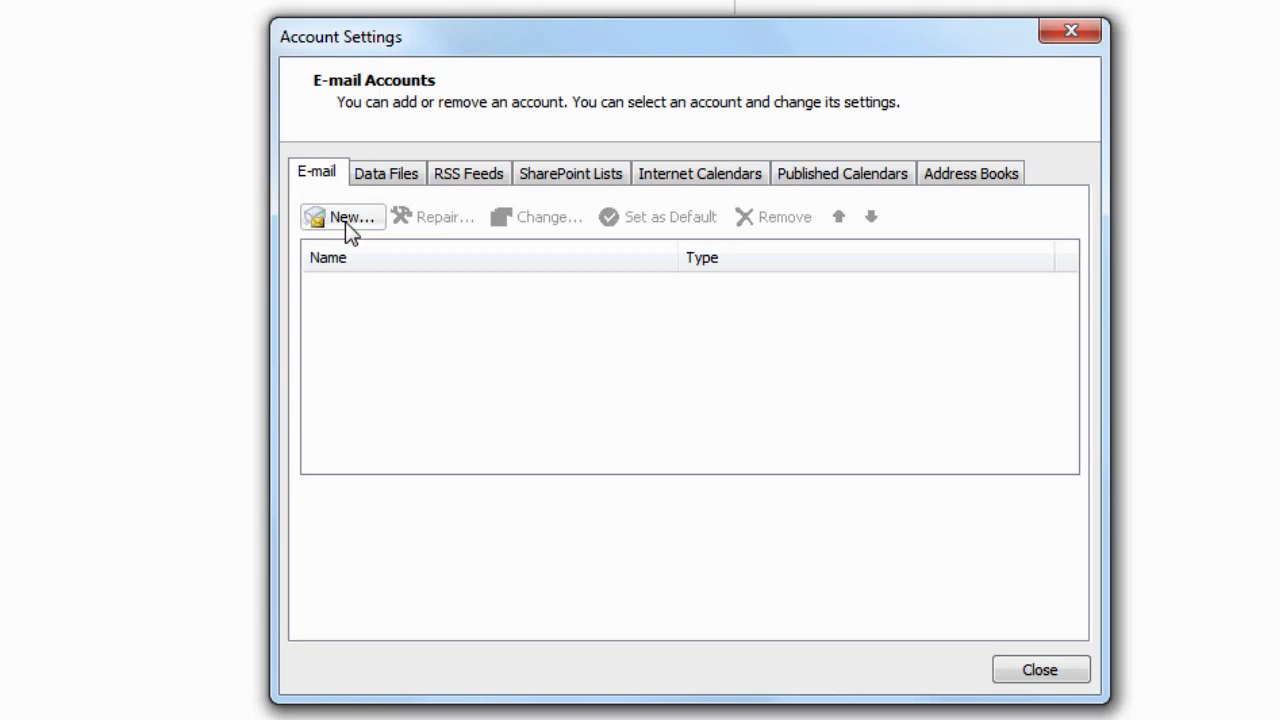 Account Settings
E-mail Accounts
You can add or remove an account. You can select an account and change its settings.
E-mail Data Files RSS Feeds SharePoint Lists Internet Calendars Published Calendars Address Books
New... Repair... Change... Set as Default Remove
Name Type
Close